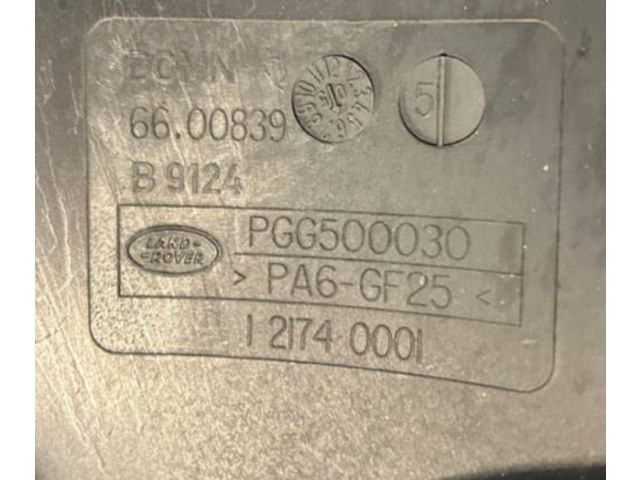 66.00839
5
B 9124
LAND-
-ROVER
PGG500030
> PA6-GF25 <
1 2174 0001